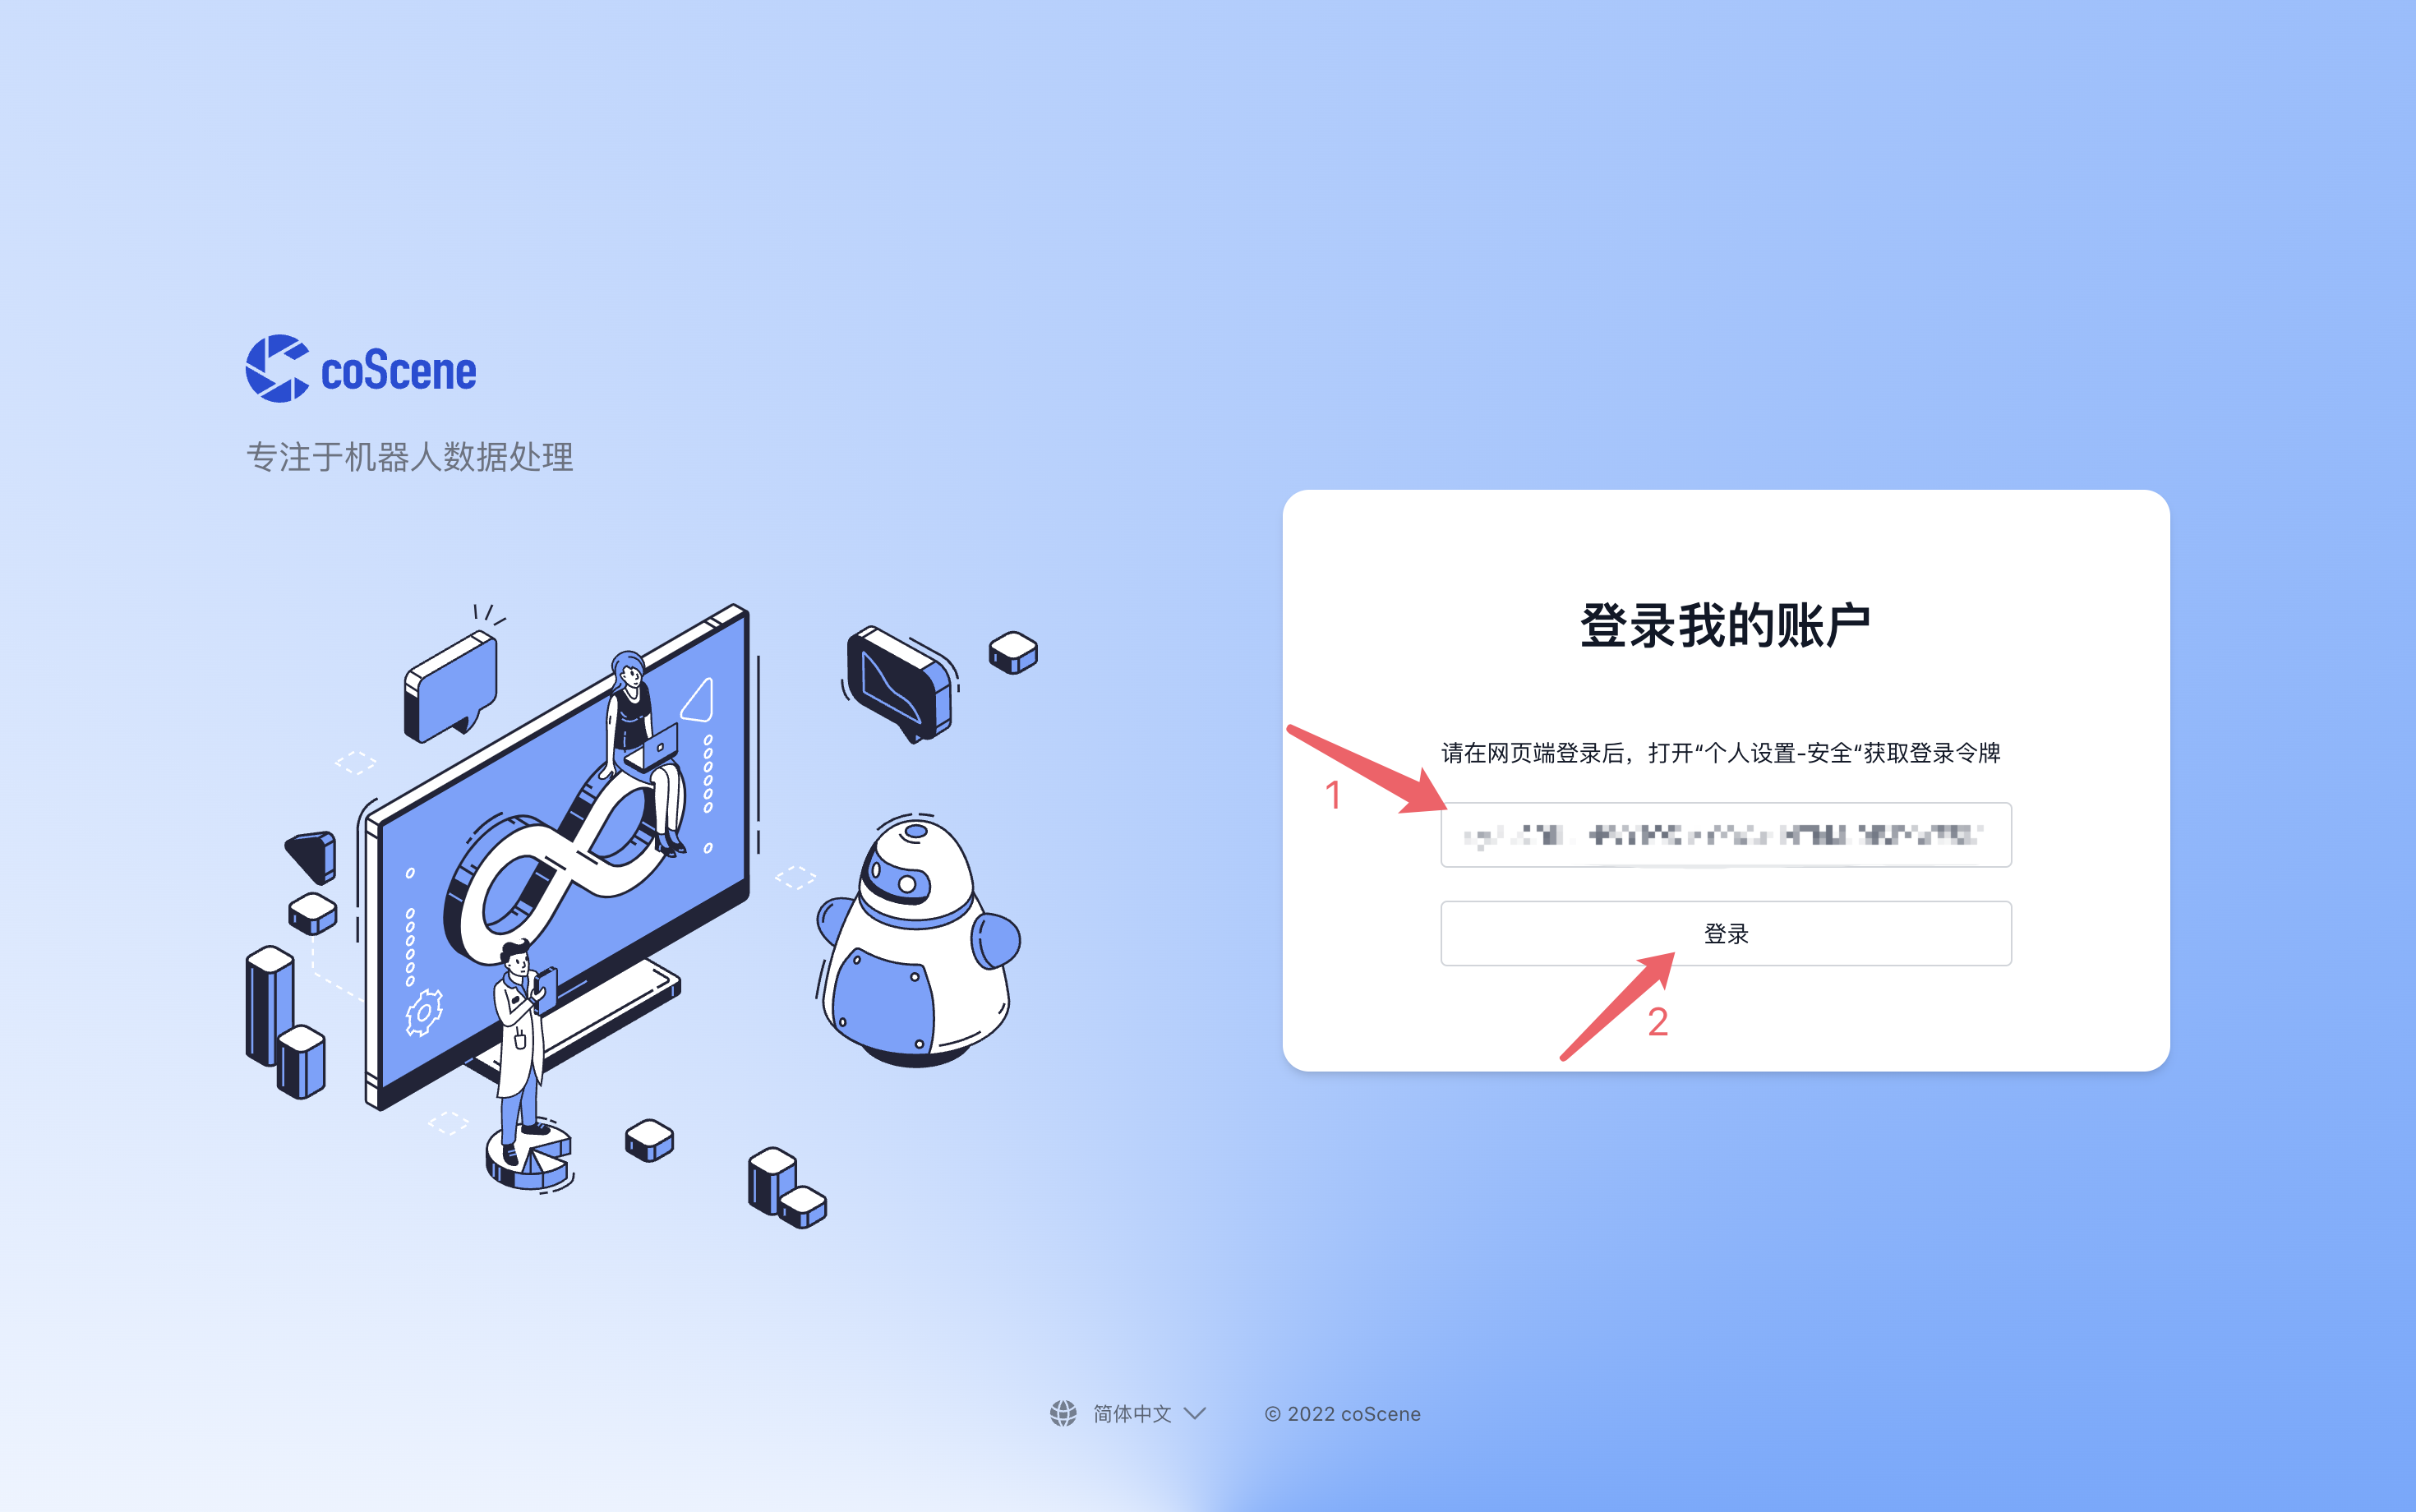 coScene
专注于机器人数据处理
登录我的账户
请在网页端登录后，打开“个人设置-安全“获取登录令牌
1
登录
2
简体中文
© 2022 coScene